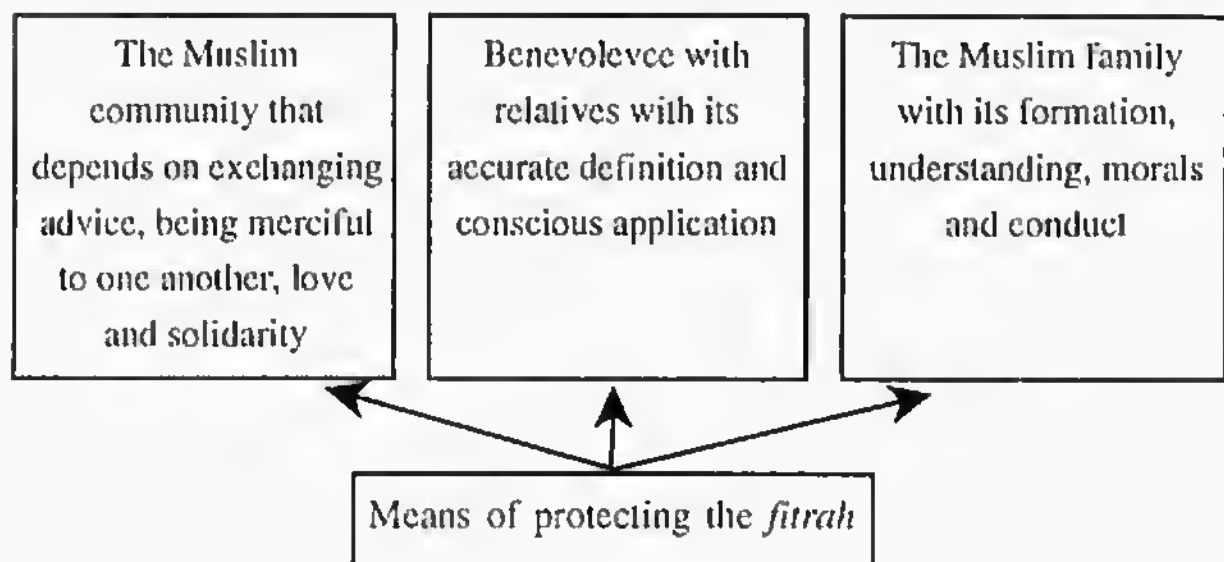 The Muslim
community that
depends on exchanging
advice, being merciful
to one another, love
and solidarity
Benevolevce with
relatives with its
accurate definition and
conscious application
The Muslim family
with its formation,
understanding, morals
and conduct
Means of protecting the fitrah